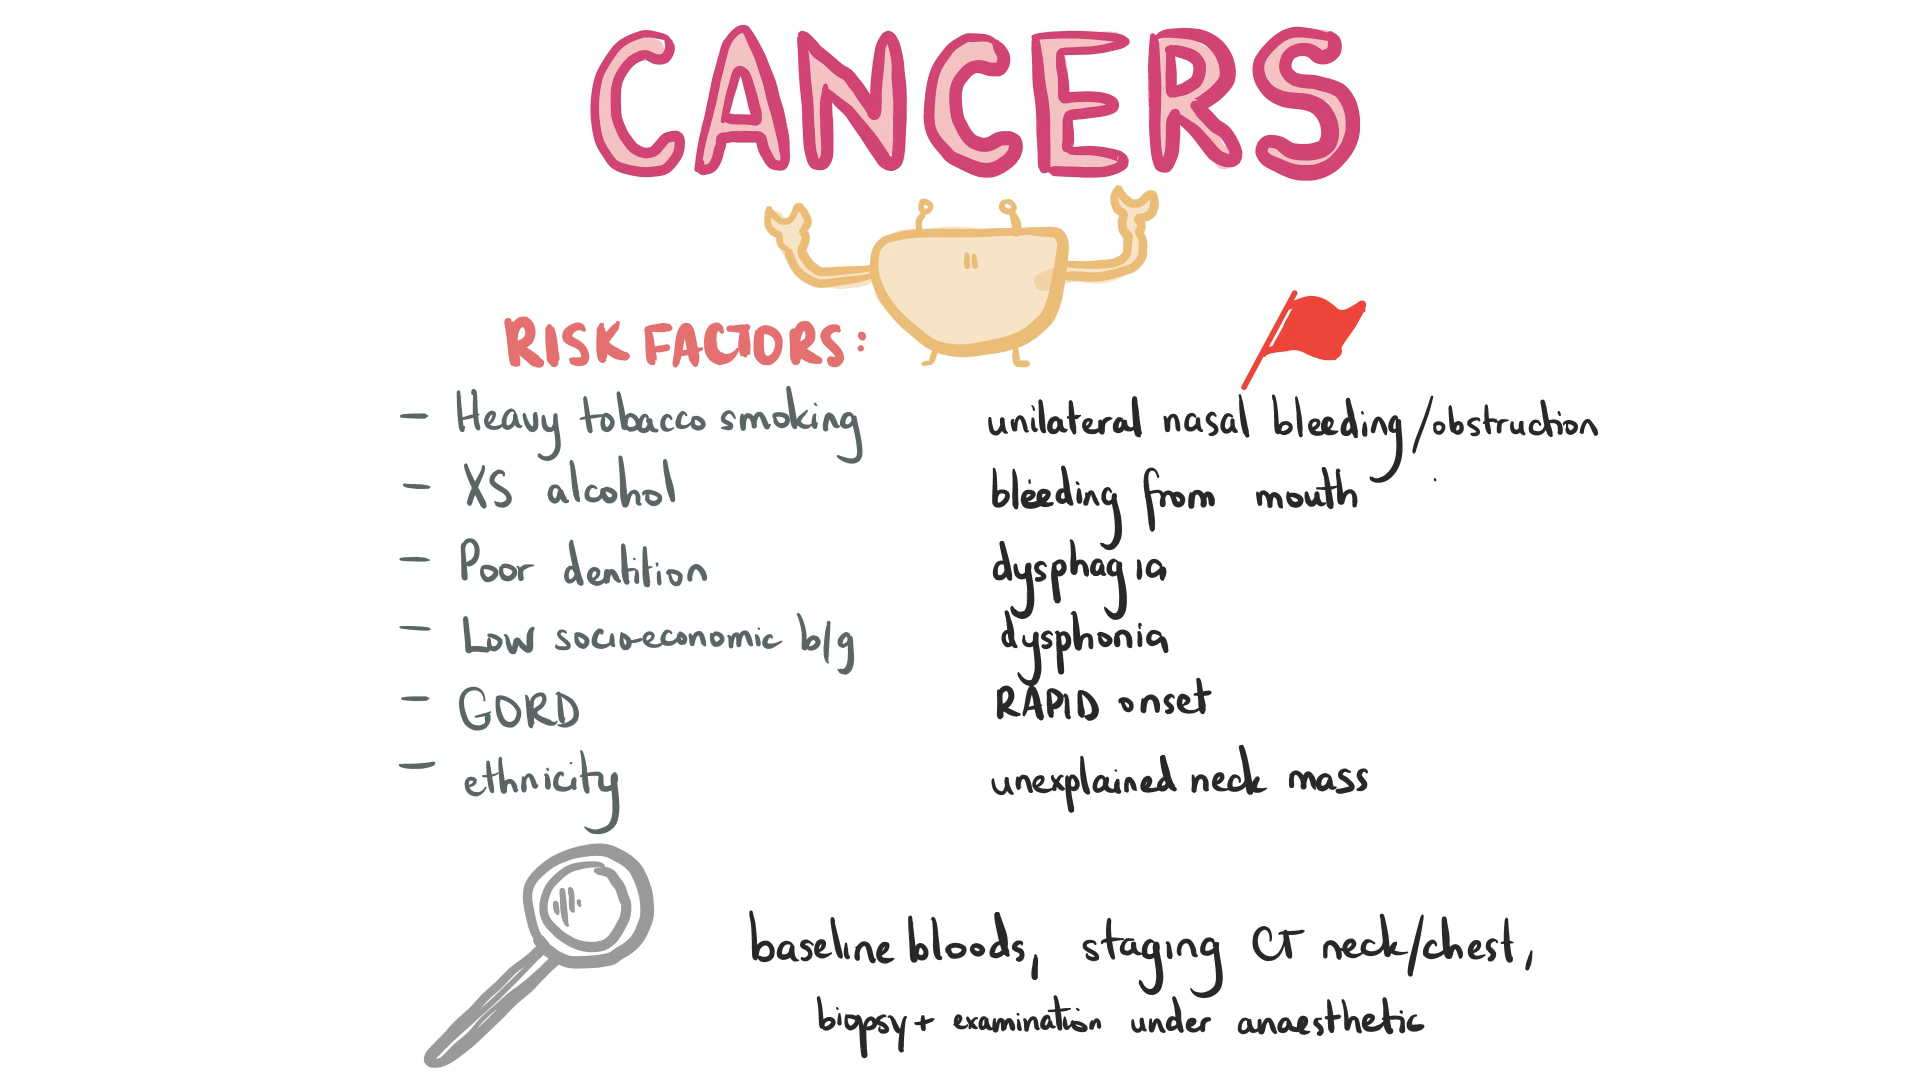 CANCERS
RISK FACTORS:
- Heavy tobacco smoking
- XS alcohol
- Poor dentition
- Low socio-economic b/g
- GORD
- ethnicity
unilateral nasal bleeding/obstruction
bleeding from mouth
dysphagia
dysphonia
RAPID onset
unexplained neck mass
baseline bloods, staging CT neck/chest,
biopsy + examination under anaesthetic